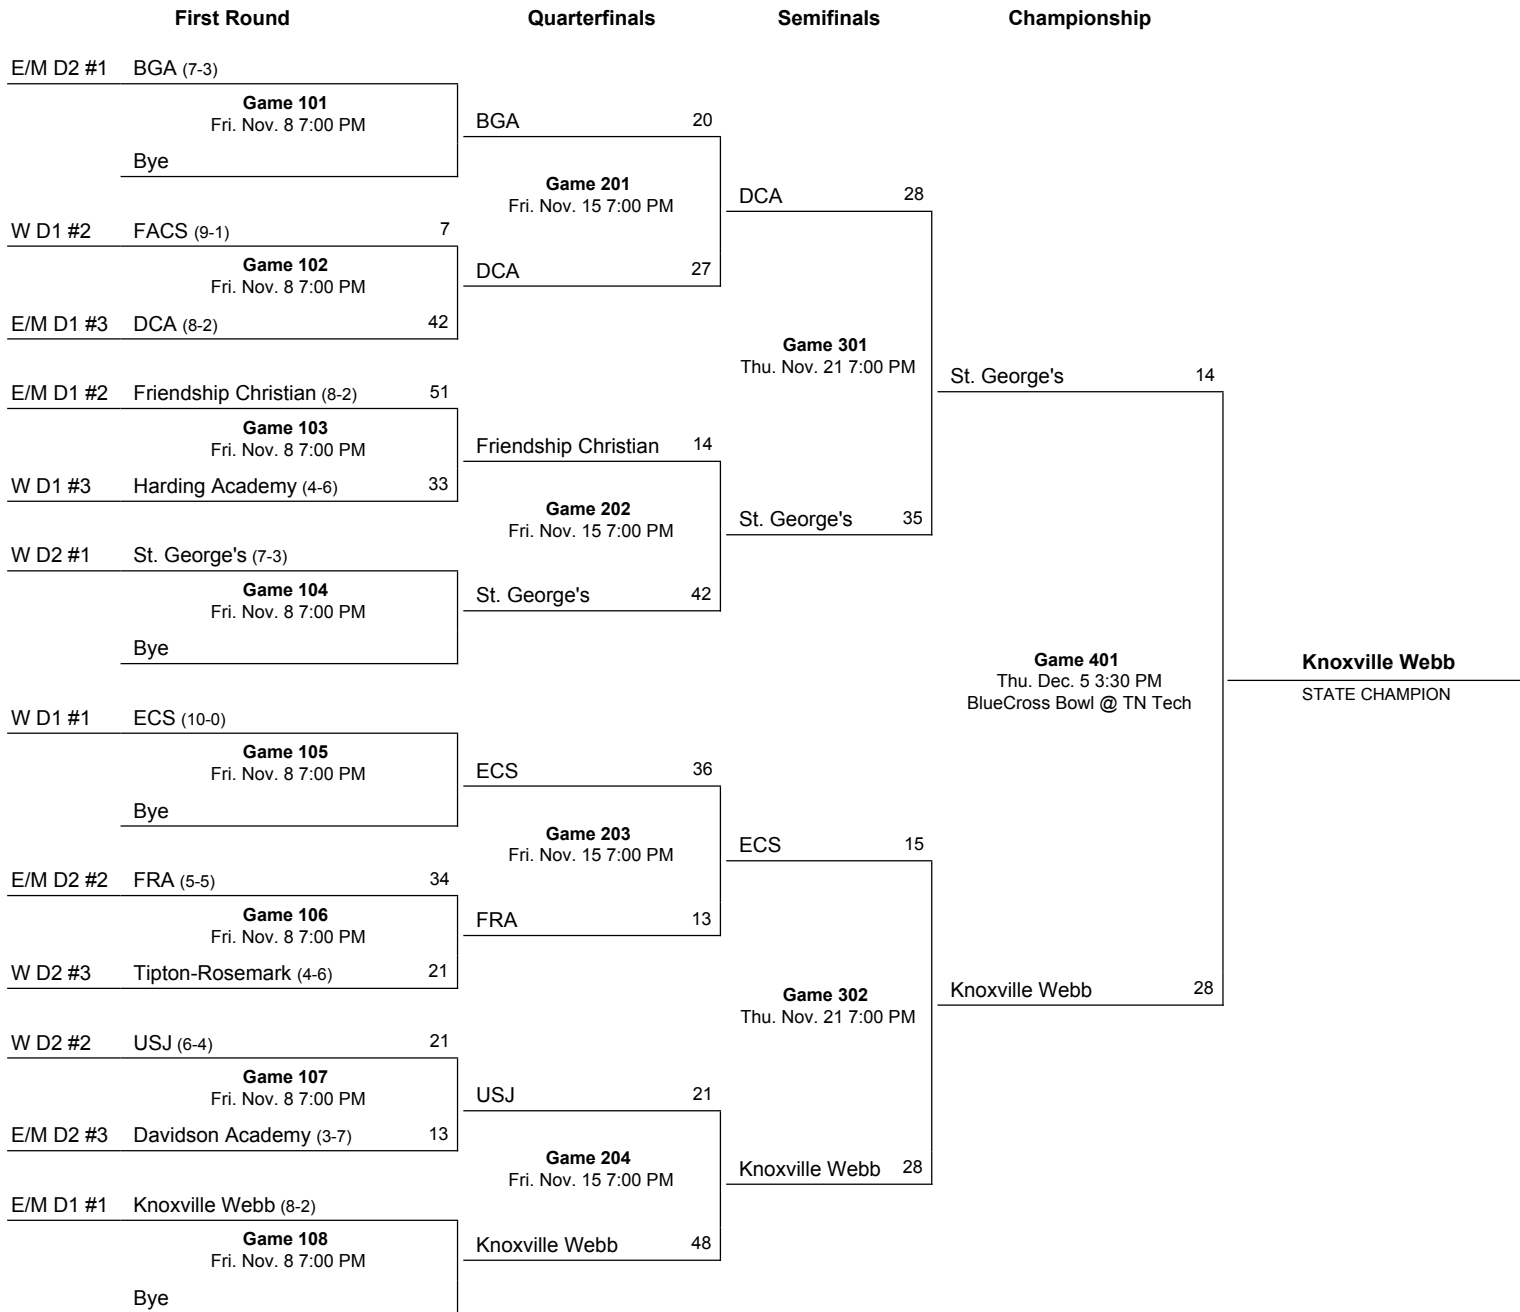 First Round Quarterfinals Semifinals Championship
E/M D2 #1 BGA (7-3)
Game 101
Fri. Nov. 8 7:00 PM
Bye
W D1 #2 FACS (9-1) 7
Game 102
Fri. Nov. 8 7:00 PM
E/M D1 #3 DCA (8-2) 42
E/M D1 #2 Friendship Christian (8-2) 51
Game 103
Fri. Nov. 8 7:00 PM
W D1 #3 Harding Academy (4-6) 33
W D2 #1 St. George's (7-3)
Game 104
Fri. Nov. 8 7:00 PM
Bye
W D1 #1 ECS (10-0)
Game 105
Fri. Nov. 8 7:00 PM
Bye
E/M D2 #2 FRA (5-5) 34
Game 106
Fri. Nov. 8 7:00 PM
W D2 #3 Tipton-Rosemark (4-6) 21
W D2 #2 USJ (6-4) 21
Game 107
Fri. Nov. 8 7:00 PM
E/M D2 #3 Davidson Academy (3-7) 13
E/M D1 #1 Knoxville Webb (8-2)
Game 108
Fri. Nov. 8 7:00 PM
Bye
BGA 20
Game 201
Fri. Nov. 15 7:00 PM
DCA 27
Friendship Christian 14
Game 202
Fri. Nov. 15 7:00 PM
St. George's 42
ECS 36
Game 203
Fri. Nov. 15 7:00 PM
FRA 13
USJ 21
Game 204
Fri. Nov. 15 7:00 PM
Knoxville Webb 48
DCA 28
Game 301
Thu. Nov. 21 7:00 PM
St. George's 35
ECS 15
Game 302
Thu. Nov. 21 7:00 PM
Knoxville Webb 28
St. George's 14
Game 401
Thu. Dec. 5 3:30 PM
BlueCross Bowl @ TN Tech
Knoxville Webb 28
Knoxville Webb
STATE CHAMPION